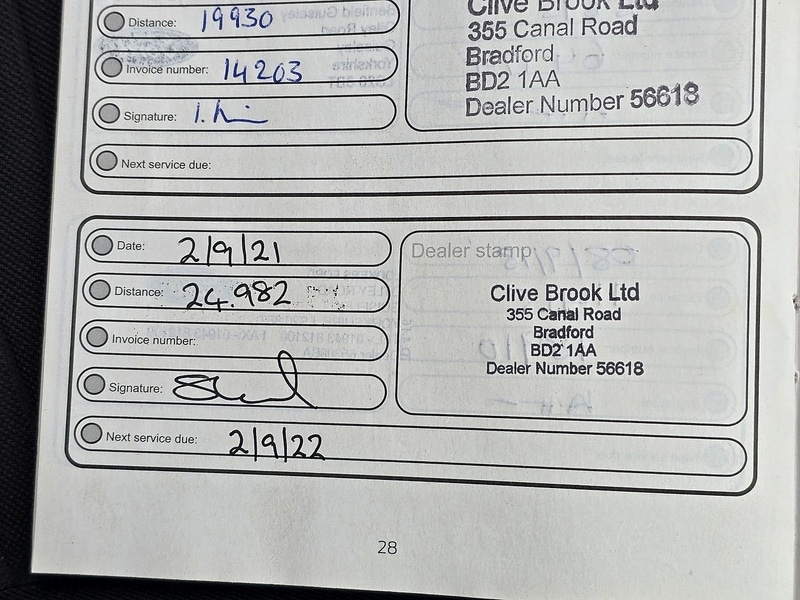 Distance: 19930
Invoice number: 14203
Signature:
Next service due:
Clive Brook Ltd
355 Canal Road
Bradford
BD2 1AA
Dealer Number 56618
Date: 2/9/21
Distance: 24.982
Invoice number:
Signature:
Next service due: 2/9/22
Dealer stamp
Clive Brook Ltd
355 Canal Road
Bradford
BD2 1AA
Dealer Number 56618
28